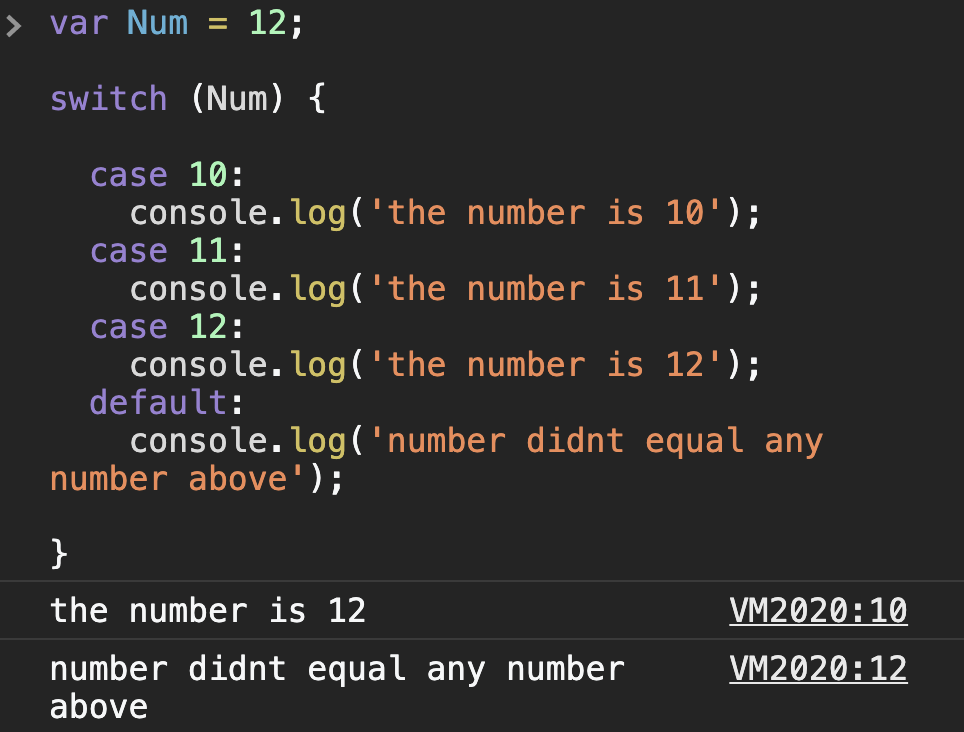 > var Num = 12;
switch (Num) {
case 10:
console.log('the number is 10');
case 11:
console.log('the number is 11');
case 12:
console.log('the number is 12');
default:
console.log('number didnt equal any
number above');
}
the number is 12 VM2020:10
number didnt equal any number VM2020:12
above